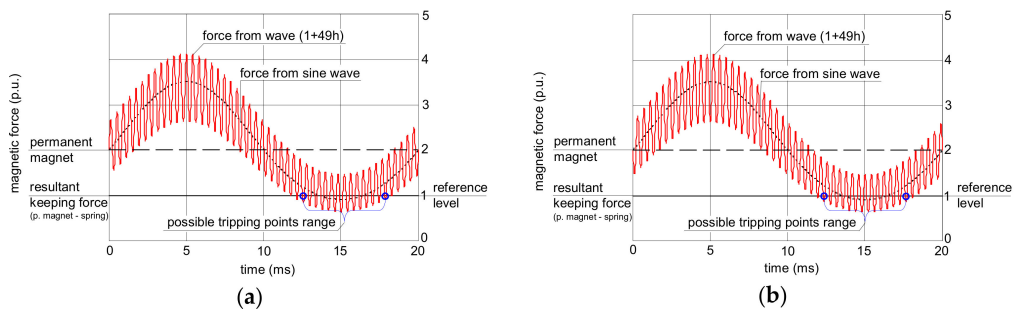 5
force from wave (1+49h)
4
force from sine wave
3
magnetic force (p.u.)
permanent
magnet
2
resultant
keeping force
(p. magnet - spring)
reference
level
1
possible tripping points range
0
0 5 10 15 20
time (ms)
(a)
5
force from wave (1+49h)
4
force from sine wave
3
magnetic force (p.u.)
permanent
magnet
2
resultant
keeping force
(p. magnet - spring)
reference
level
1
possible tripping points range
0
0 5 10 15 20
time (ms)
(b)